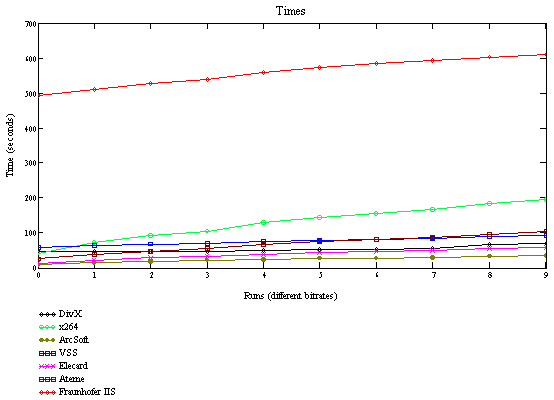 Times
700
600
500
400
300
200
100
0
Time (seconds)
0 1 2 3 4 5 6 7 8 9
Runs (different bitrates)
DivX
x264
ArcSoft
VSS
Elecard
Ateme
Fraunhofer IIS